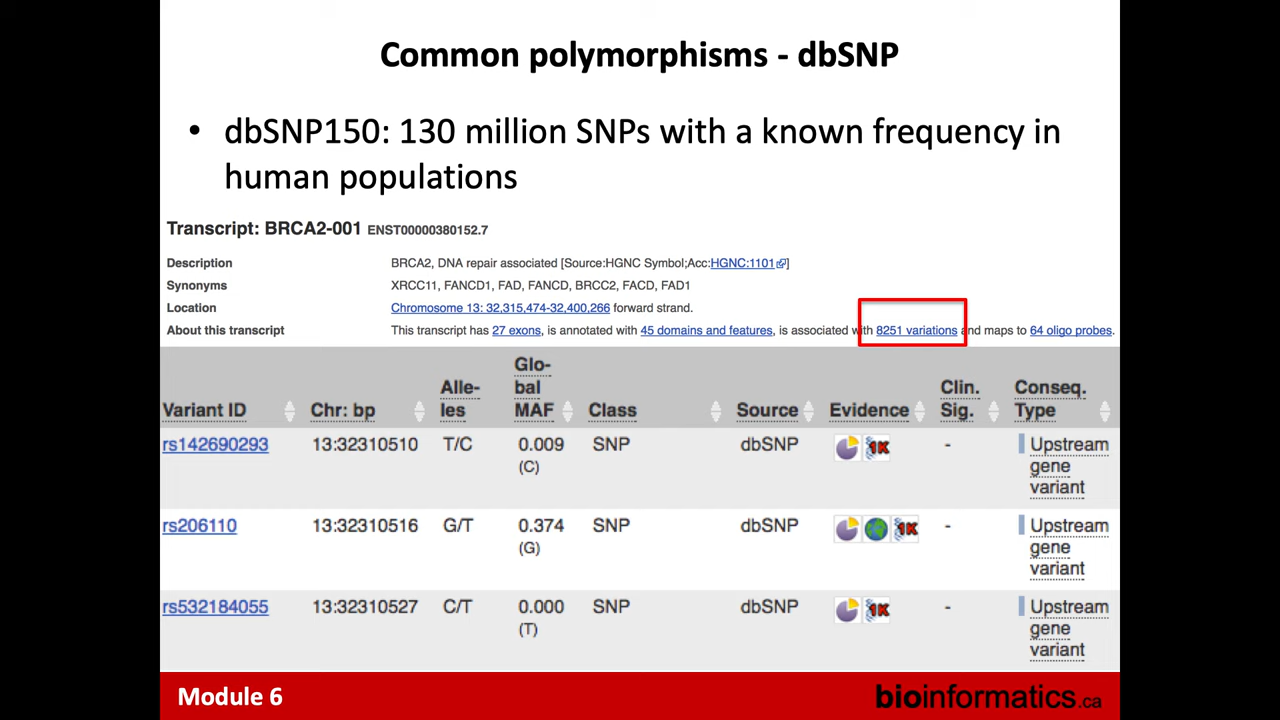 Common polymorphisms - dbSNP
• dbSNP150: 130 million SNPs with a known frequency in
human populations
Transcript: BRCA2-001 ENST00000380152.7
Description BRCA2, DNA repair associated [Source:HGNC Symbol;Acc:HGNC:1101]
Synonyms XRCC11, FANCD1, FAD, FANCD, BRCC2, FACD, FAD1
Location Chromosome 13: 32,315,474-32,400,266 forward strand.
About this transcript This transcript has 27 exons, is annotated with 45 domains and features, is associated with 8251 variations and maps to 64 oligo probes.
Variant ID Chr: bp Alle-
les Glo-
bal
MAF Class Source Evidence Clin.
Sig. Conseq.
Type
rs142690293 13:32310510 T/C 0.009
(C) SNP dbSNP 1K - Upstream
gene
variant
rs206110 13:32310516 G/T 0.374
(G) SNP dbSNP 1K - Upstream
gene
variant
rs532184055 13:32310527 C/T 0.000
(T) SNP dbSNP 1K - Upstream
gene
variant
Module 6 bioinformatics.ca